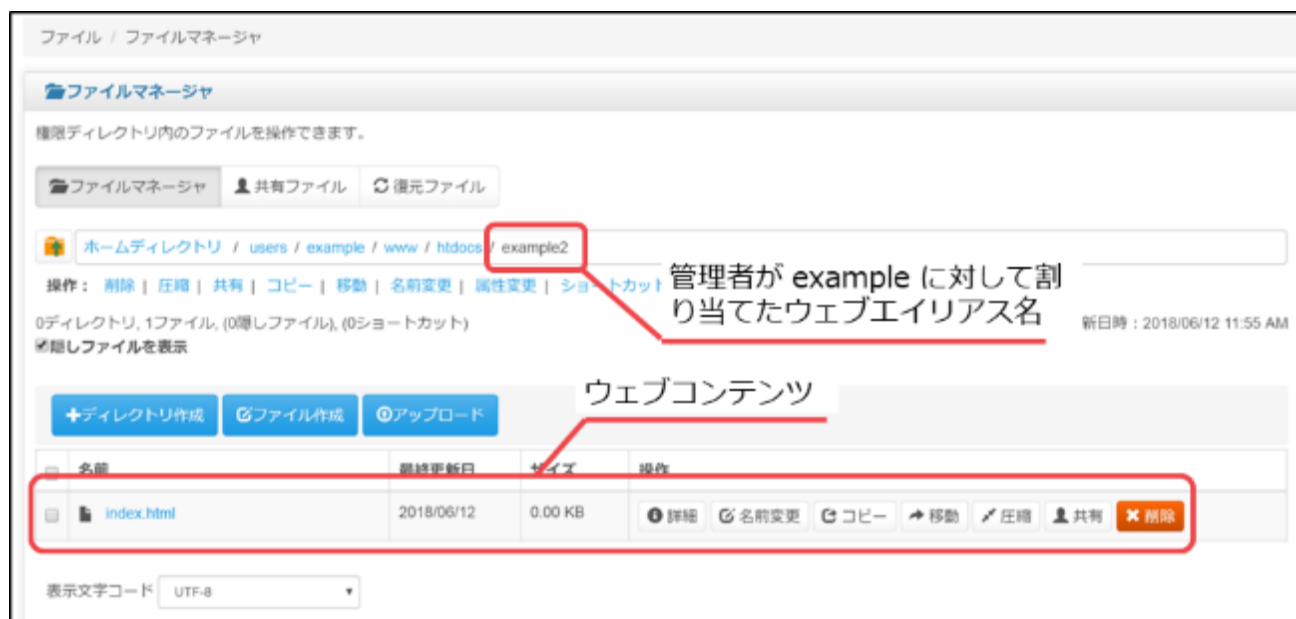 ファイル / ファイルマネージャ
ファイルマネージャ
権限ディレクトリ内のファイルを操作できます。
ファイルマネージャ 共有ファイル 復元ファイル
ホームディレクトリ / users / example / www / htdocs / example2
操作： 削除 | 圧縮 | 共有 | コピー | 移動 | 名前変更 | 属性変更 | ショートカット
管理者が example に対して割
り当てたウェブエイリアス名
0ディレクトリ, 1ファイル, (0隠しファイル), (0ショートカット)
新日時：2018/06/12 11:55 AM
隠しファイルを表示
ウェブコンテンツ
ディレクトリ作成 ファイル作成 アップロード
名前 最終更新日 サイズ 操作
index.html 2018/06/12 0.00 KB 詳細 名前変更 コピー 移動 圧縮 共有 削除
表示文字コード UTF-8